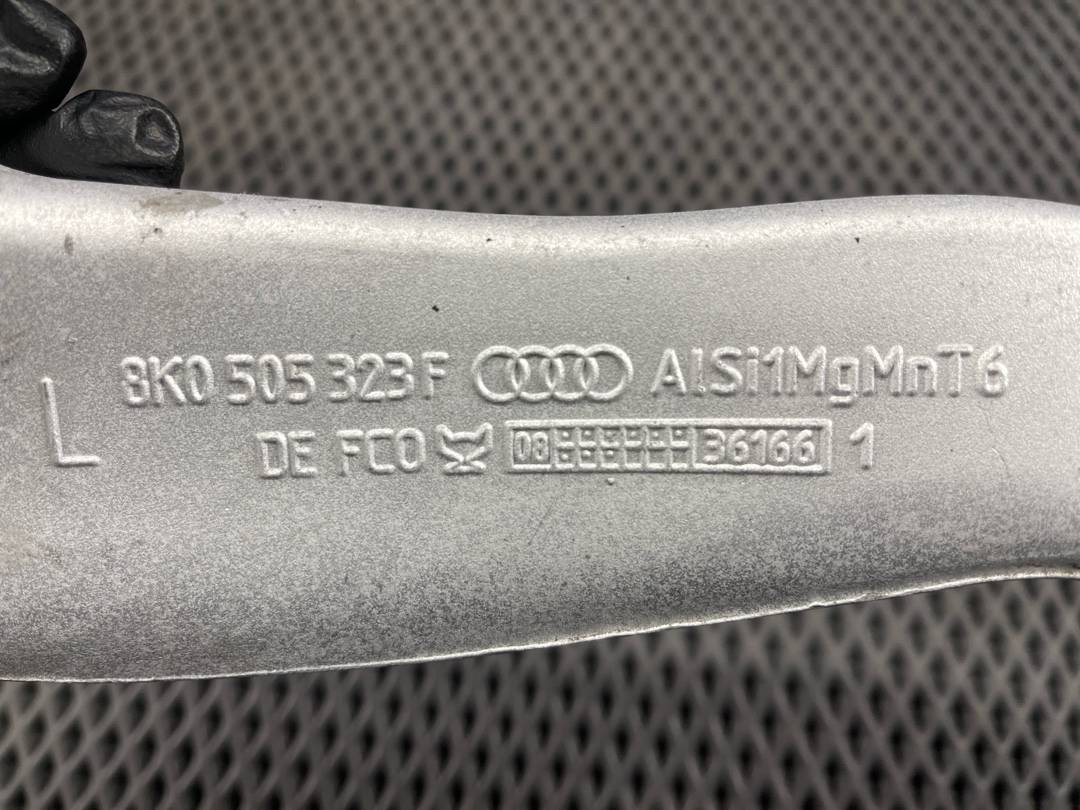 8K0 505 323 F AlSi1MgMnT6
L
DE FCO 08 36166 1